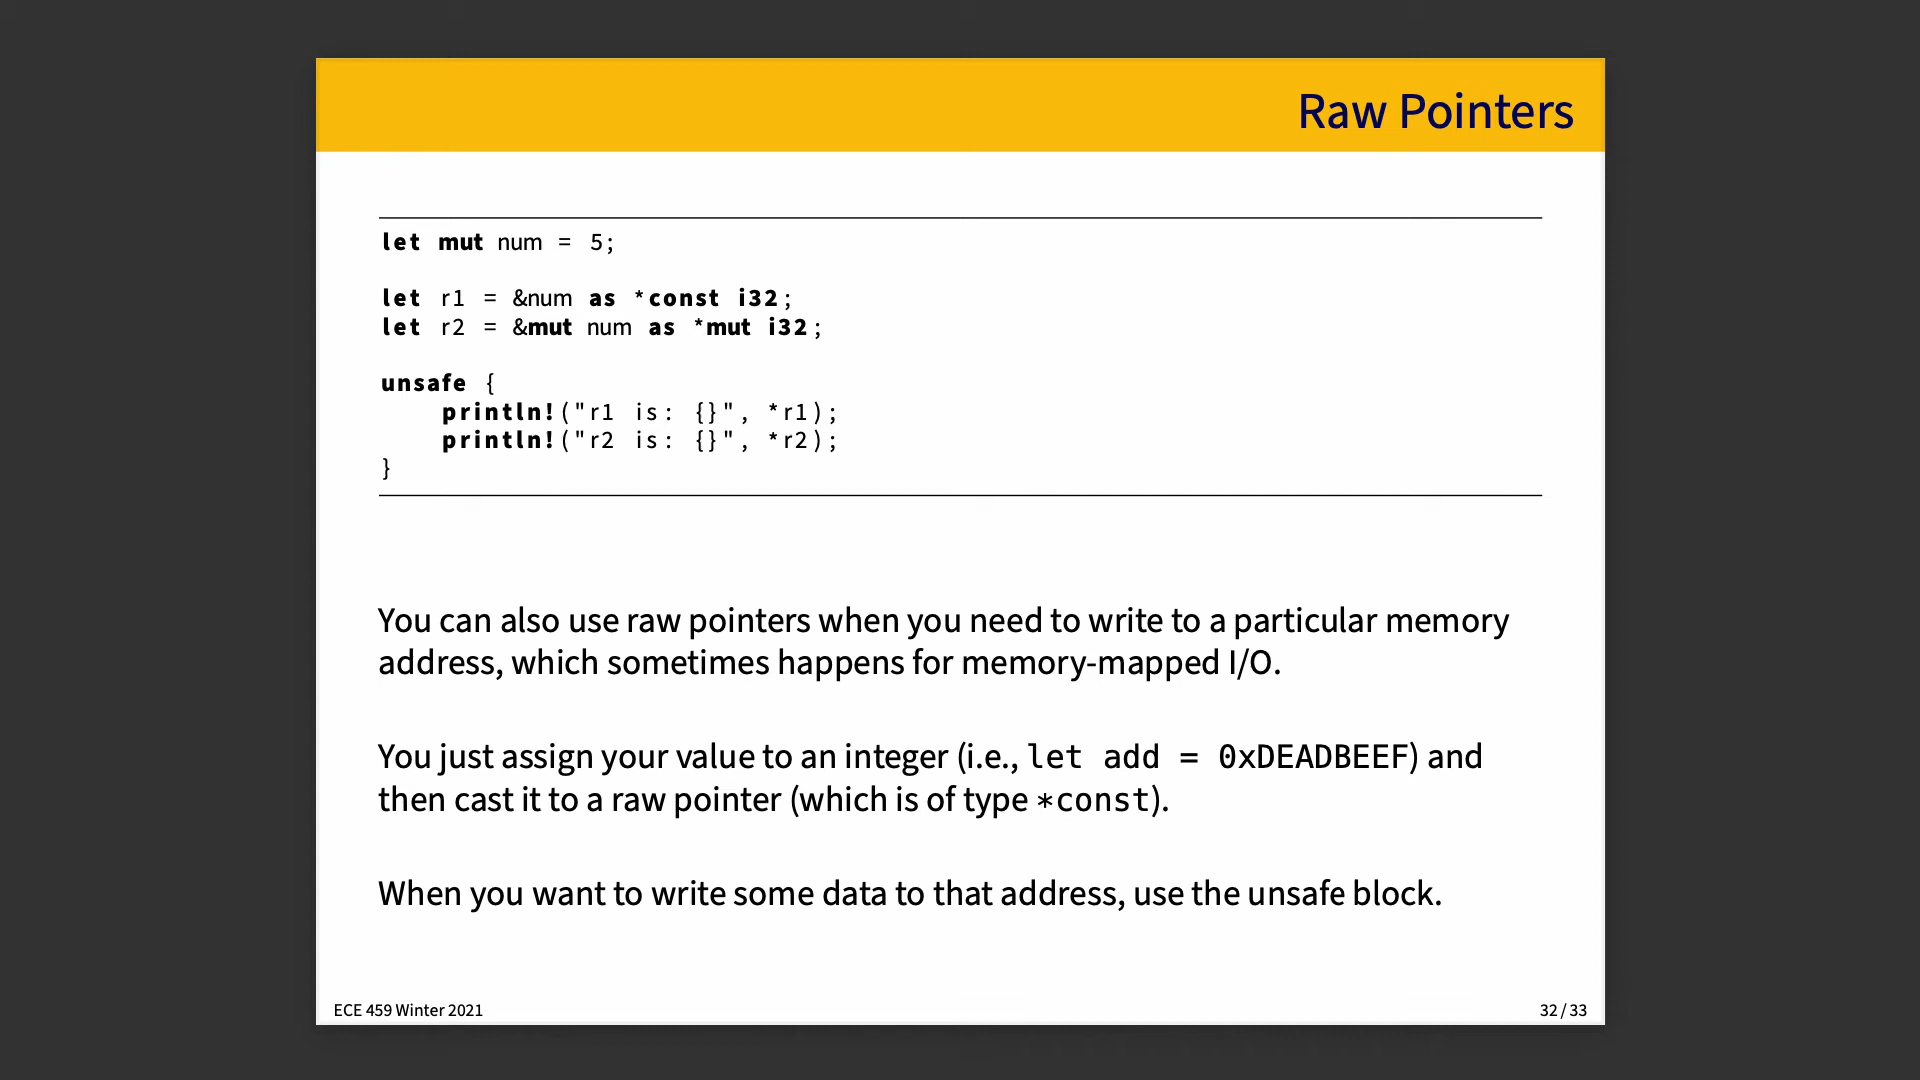 Raw Pointers
let mut num = 5;
let r1 = &num as *const i32;
let r2 = &mut num as *mut i32;
unsafe {
    println!("r1 is: {}", *r1);
    println!("r2 is: {}", *r2);
}
You can also use raw pointers when you need to write to a particular memory
address, which sometimes happens for memory-mapped I/O.
You just assign your value to an integer (i.e., let add = 0xDEADBEEF) and
then cast it to a raw pointer (which is of type *const).
When you want to write some data to that address, use the unsafe block.
ECE 459 Winter 2021
32 / 33